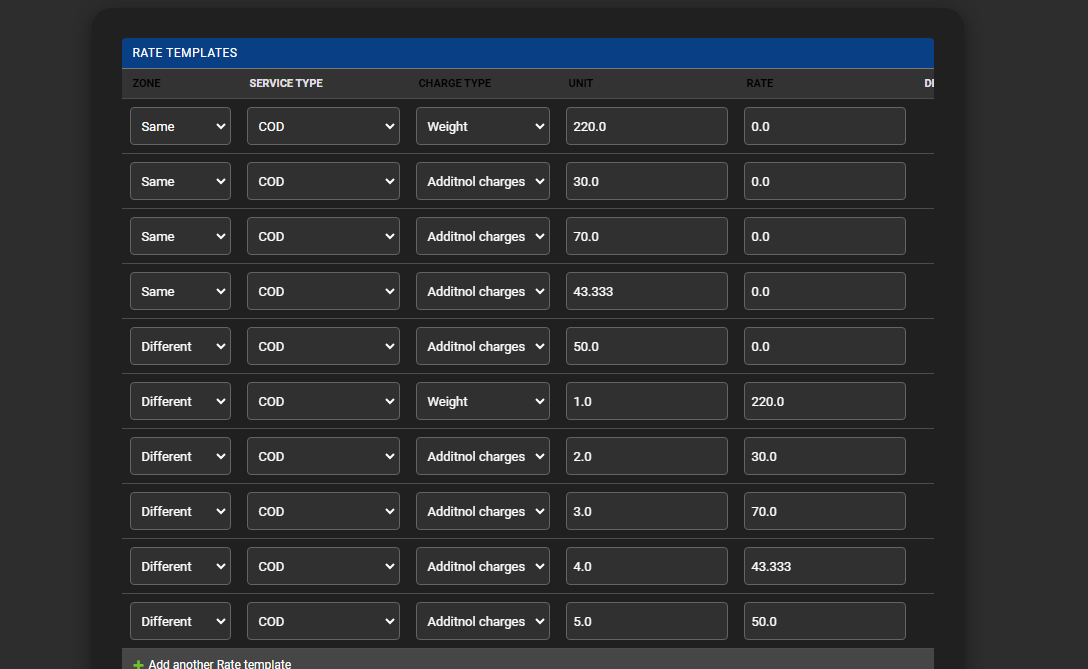 RATE TEMPLATES
ZONE SERVICE TYPE CHARGE TYPE UNIT RATE
Same COD Weight 220.0 0.0
Same COD Additnol charges 30.0 0.0
Same COD Additnol charges 70.0 0.0
Same COD Additnol charges 43.333 0.0
Different COD Additnol charges 50.0 0.0
Different COD Weight 1.0 220.0
Different COD Additnol charges 2.0 30.0
Different COD Additnol charges 3.0 70.0
Different COD Additnol charges 4.0 43.333
Different COD Additnol charges 5.0 50.0
Add another Rate template